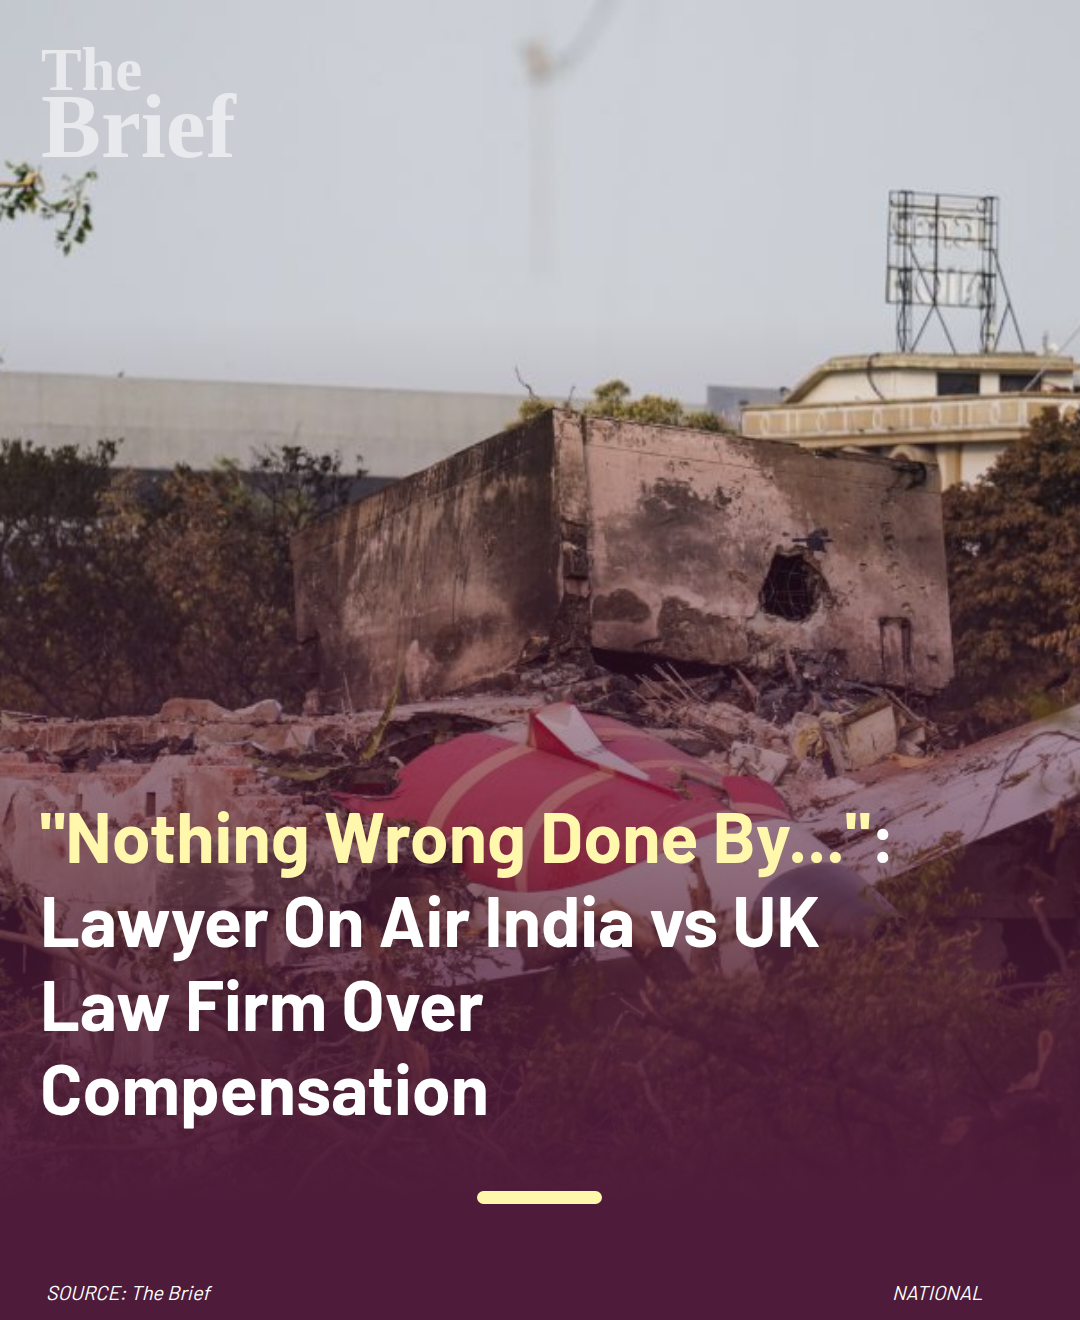 The
Brief
"Nothing Wrong Done By...":
Lawyer On Air India vs UK
Law Firm Over
Compensation
SOURCE: The Brief
NATIONAL